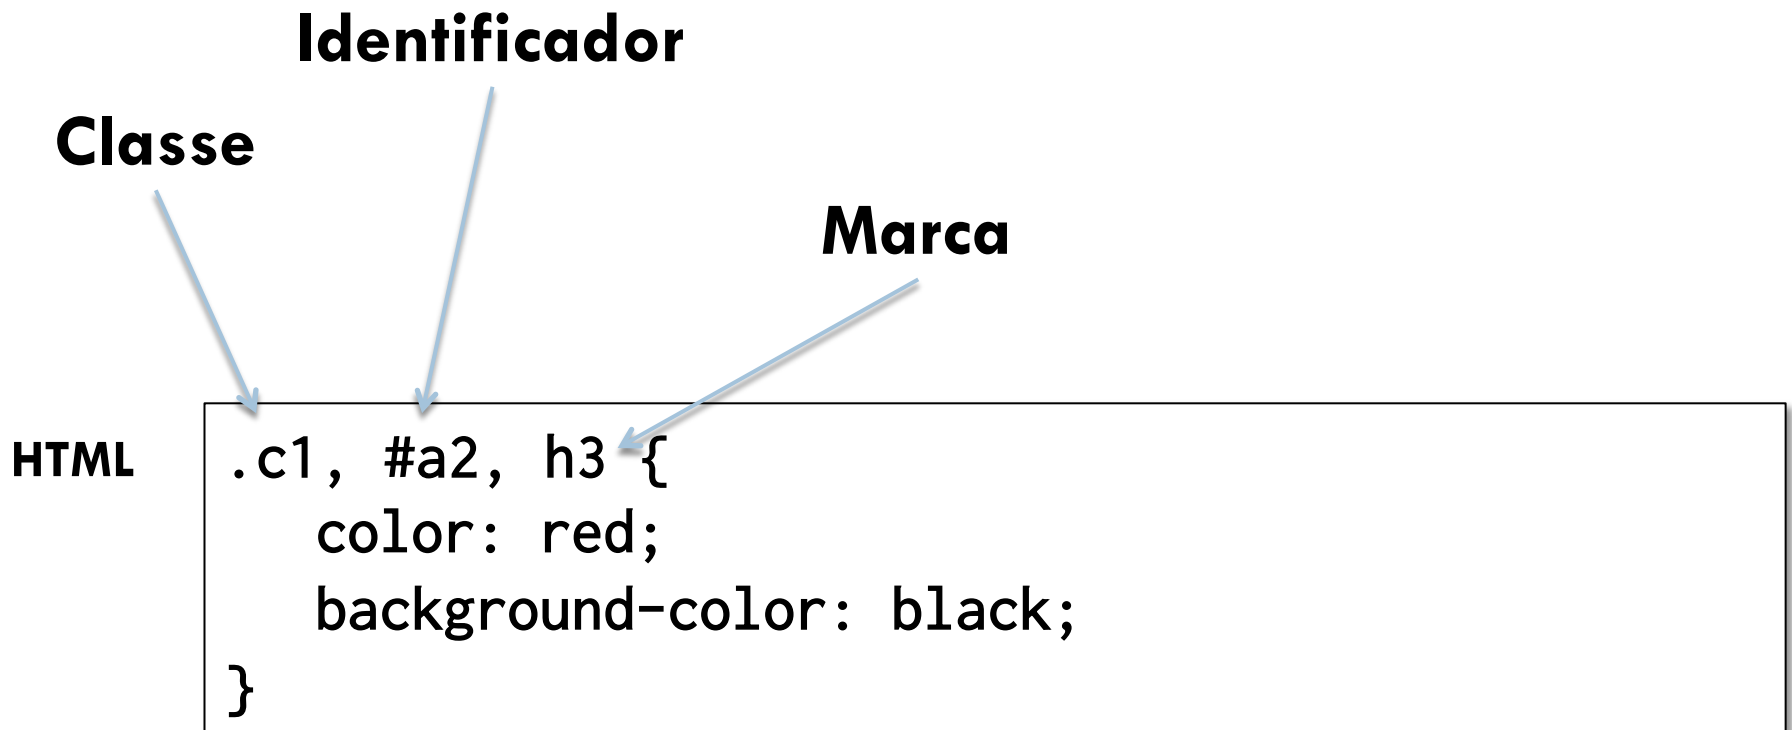 Identificador
Classe
Marca
HTML
.c1, #a2, h3 {
color: red;
background-color: black;
}